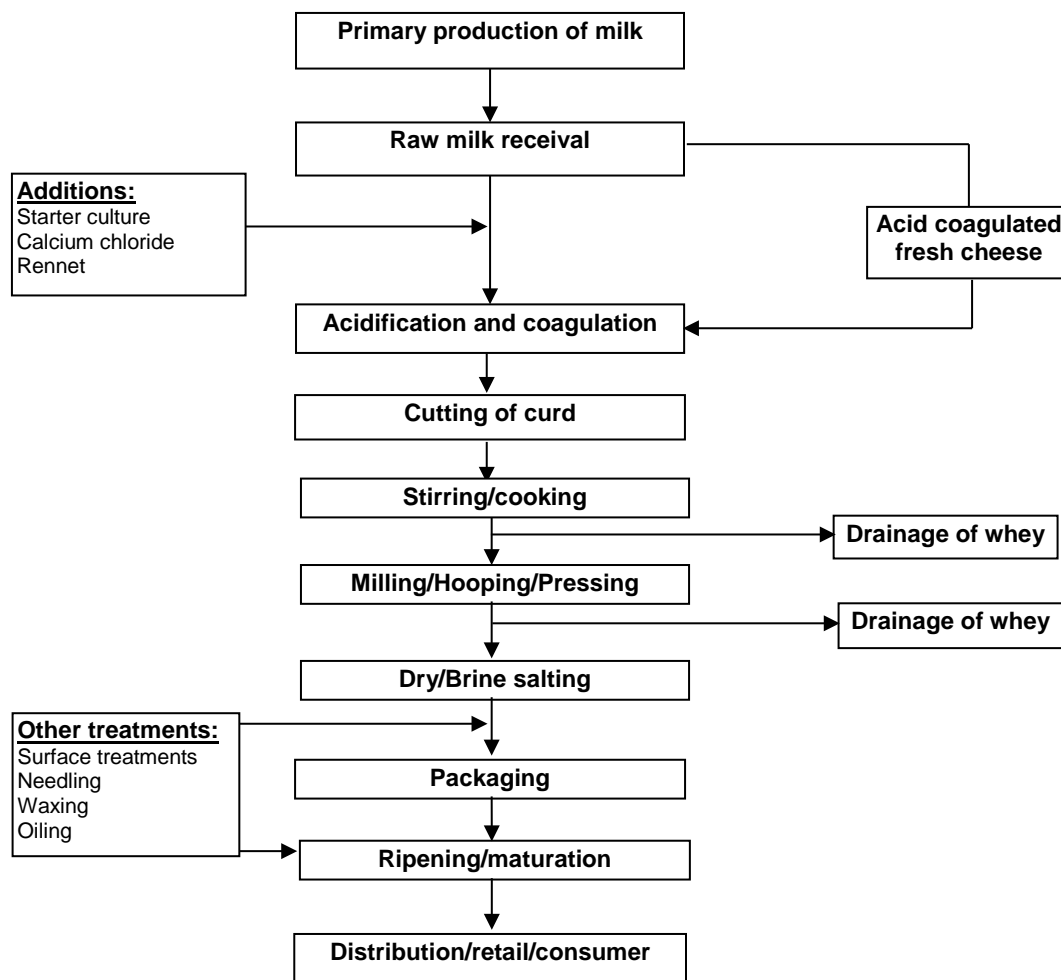 Primary production of milk
Raw milk receival
Additions:
Starter culture
Calcium chloride
Rennet
Acid coagulated
fresh cheese
Acidification and coagulation
Cutting of curd
Stirring/cooking
Drainage of whey
Milling/Hooping/Pressing
Drainage of whey
Dry/Brine salting
Other treatments:
Surface treatments
Needling
Waxing
Oiling
Packaging
Ripening/maturation
Distribution/retail/consumer